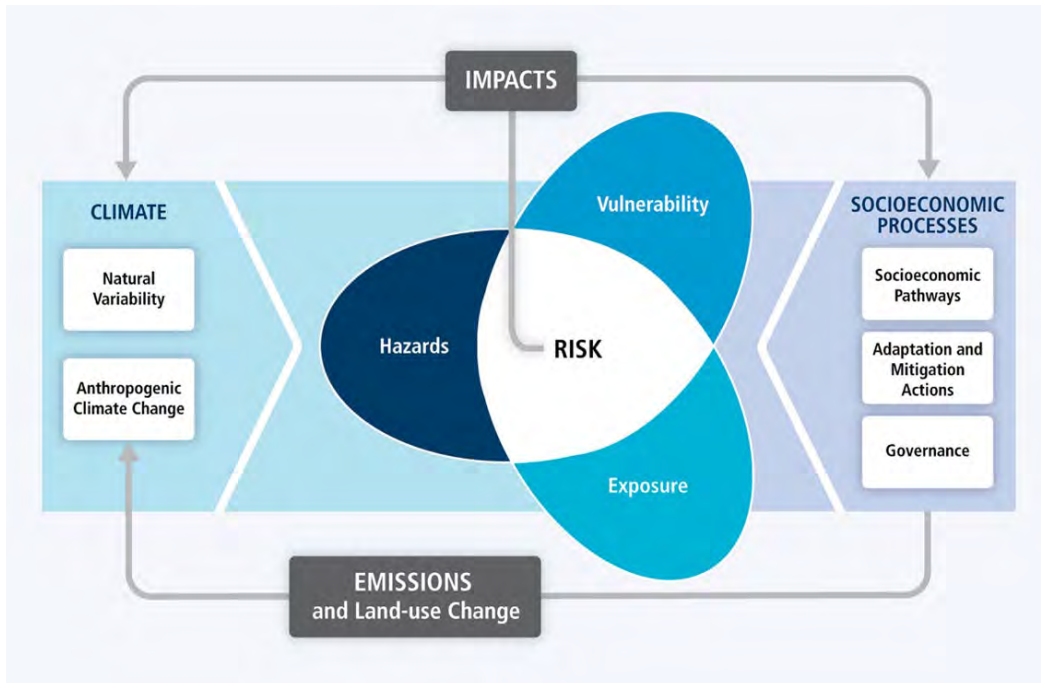 IMPACTS
CLIMATE
Natural
Variability
Anthropogenic
Climate Change
Vulnerability
Hazards
RISK
Exposure
SOCIOECONOMIC
PROCESSES
Socioeconomic
Pathways
Adaptation and
Mitigation
Actions
Governance
EMISSIONS
and Land-use Change